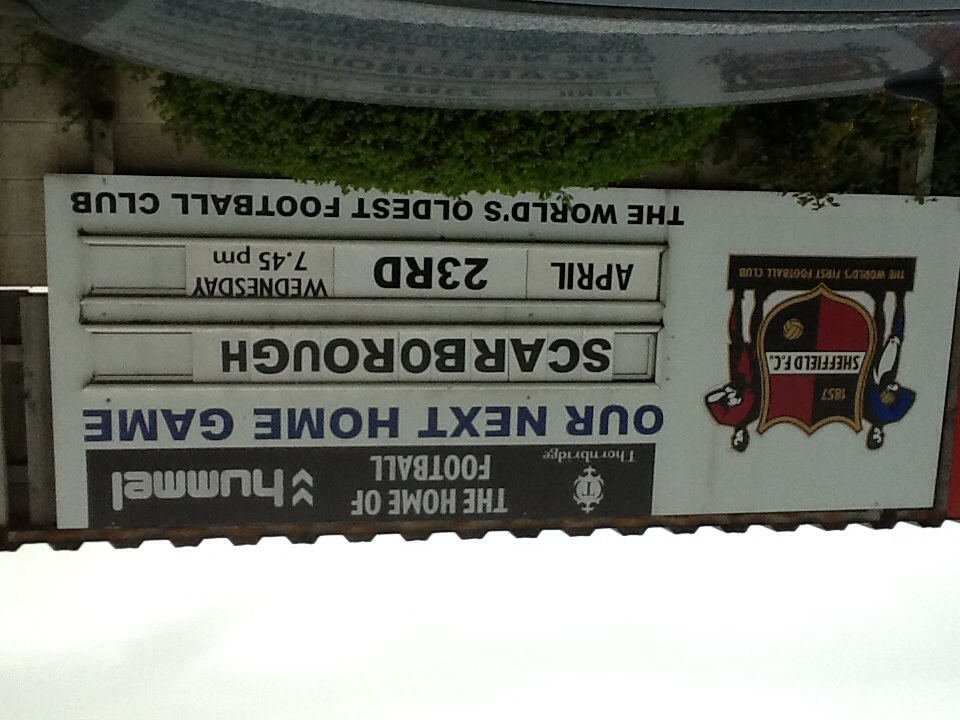 THE HOME OF
FOOTBALL
Thornbridge
hummel
OUR NEXT HOME GAME
SCARBOROUGH
APRIL 23RD WEDNESDAY
7.45 pm
THE WORLD'S OLDEST FOOTBALL CLUB
1857
SHEFFIELD F.C.
THE WORLD'S FIRST FOOTBALL CLUB